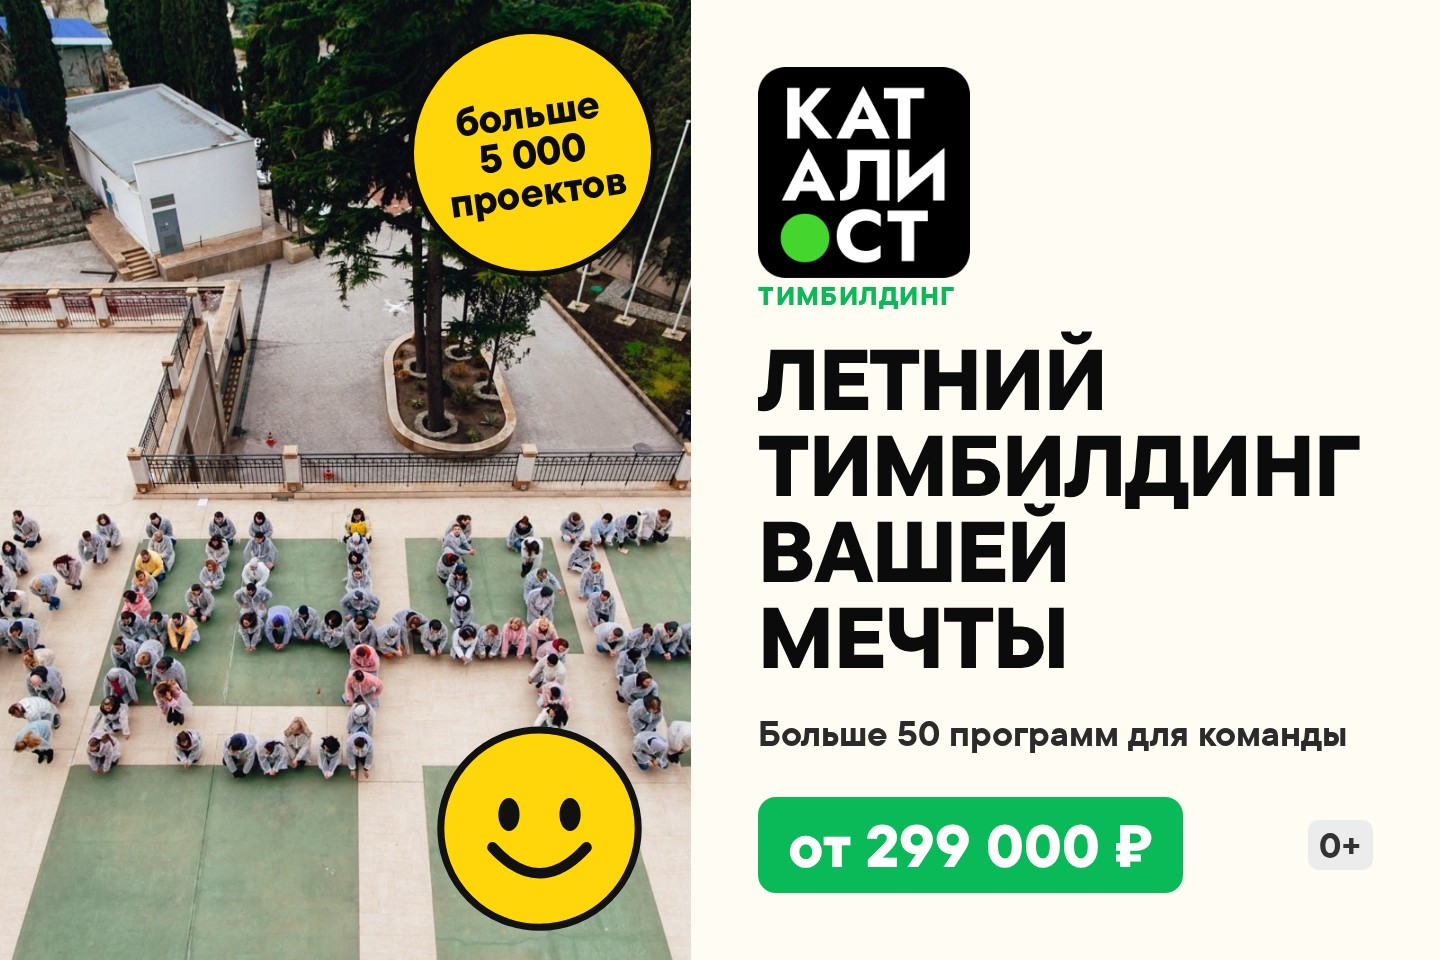 больше
5 000
проектов
КАТ
АЛИ
СТ
ТИМБИЛДИНГ
ЛЕТНИЙ
ТИМБИЛДИНГ
ВАШЕЙ
МЕЧТЫ
Больше 50 программ для команды
от 299 000 ₽
0+